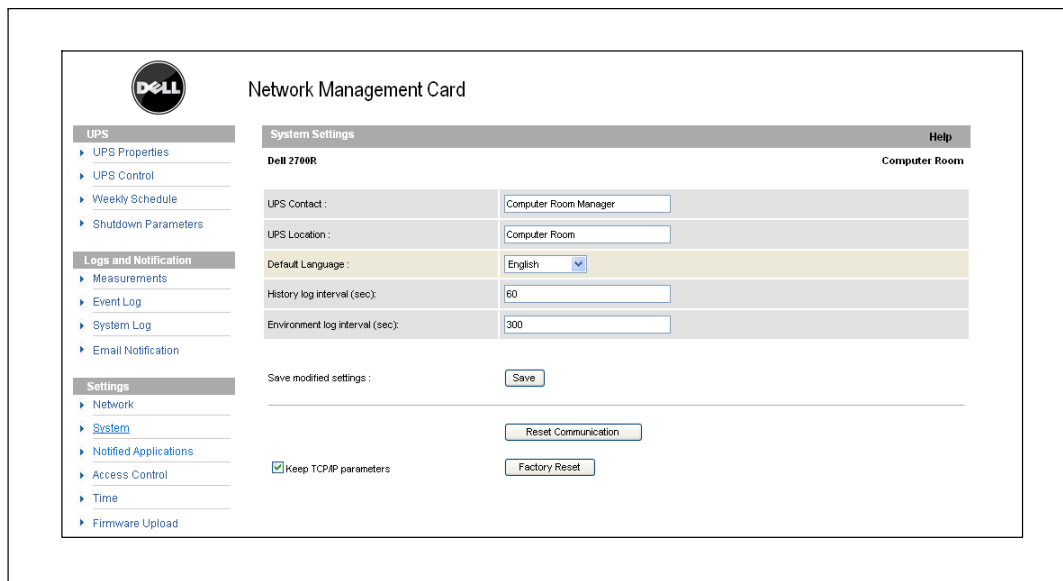 DELL
Network Management Card
UPS
UPS Properties
UPS Control
Weekly Schedule
Shutdown Parameters
Logs and Notification
Measurements
Event Log
System Log
Email Notification
Settings
Network
System
Notified Applications
Access Control
Time
Firmware Upload
System Settings Help
Dell 2700R Computer Room
UPS Contact : Computer Room Manager
UPS Location : Computer Room
Default Language : English
History log interval (sec): 60
Environment log interval (sec): 300
Save modified settings : Save
Reset Communication
Keep TCP/IP parameters Factory Reset